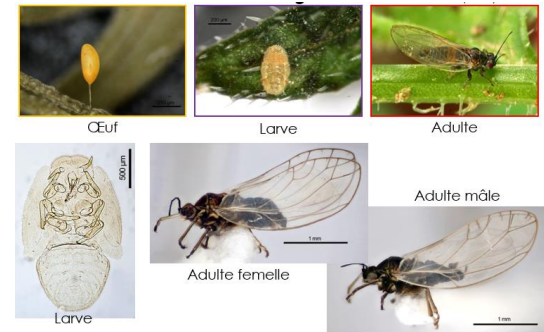 Œuf
Larve
Adulte
500 µm
Adulte mâle
1 mm
Adulte femelle
1 mm
Larve